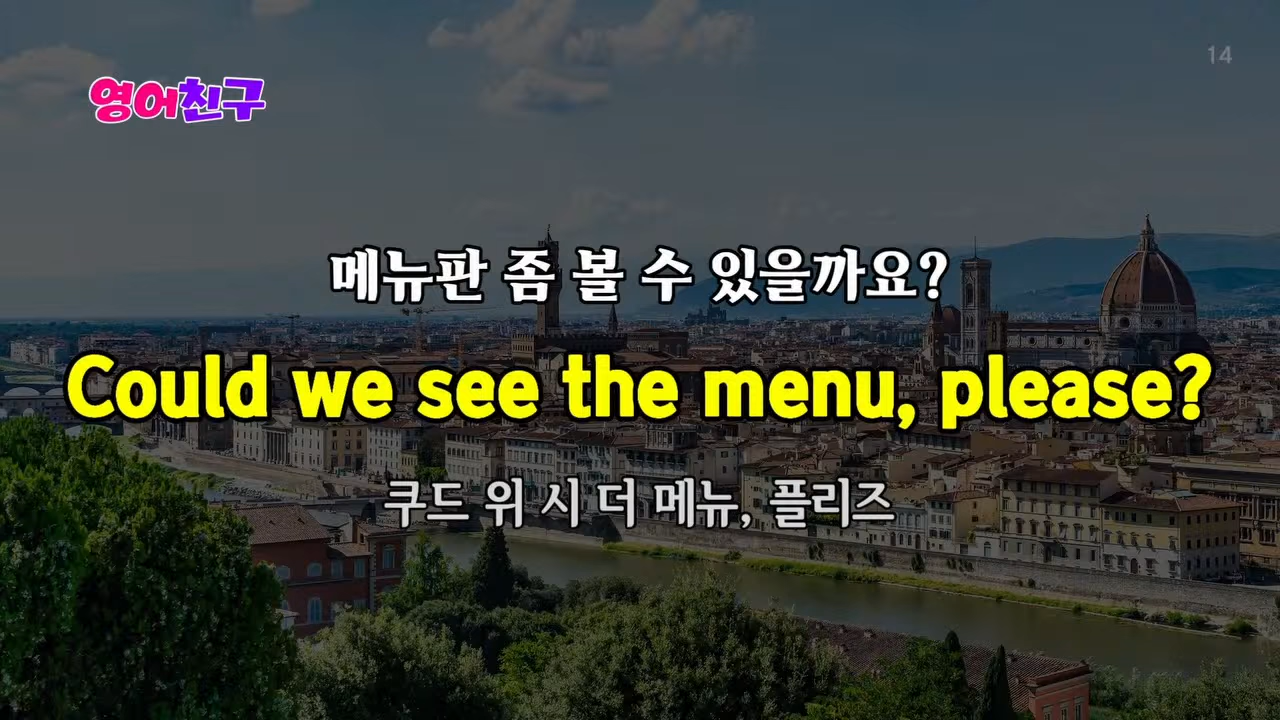 14
영어친구
메뉴판 좀 볼 수 있을까요?
Could we see the menu, please?
쿠드 위 시 더 메뉴, 플리즈